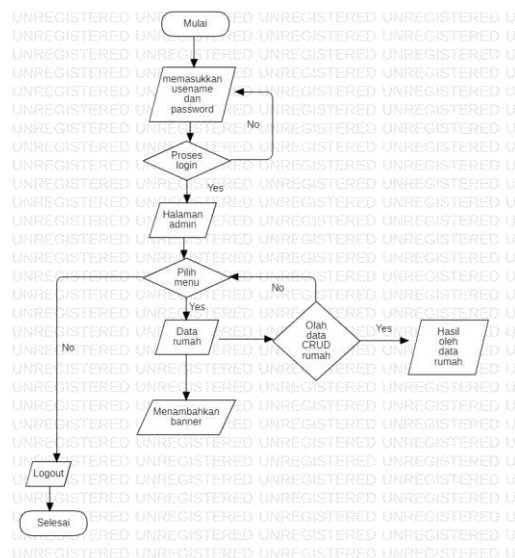 Mulai
memasukkan
usename
dan
password
No
Proses
login
Yes
Halaman
admin
Pilih
menu
No
Yes
No
Data
rumah
Olah
data
CRUD
rumah
Yes
Hasil
oleh
data
rumah
Menambahkan
banner
Logout
Selesai
UNREGISTERED